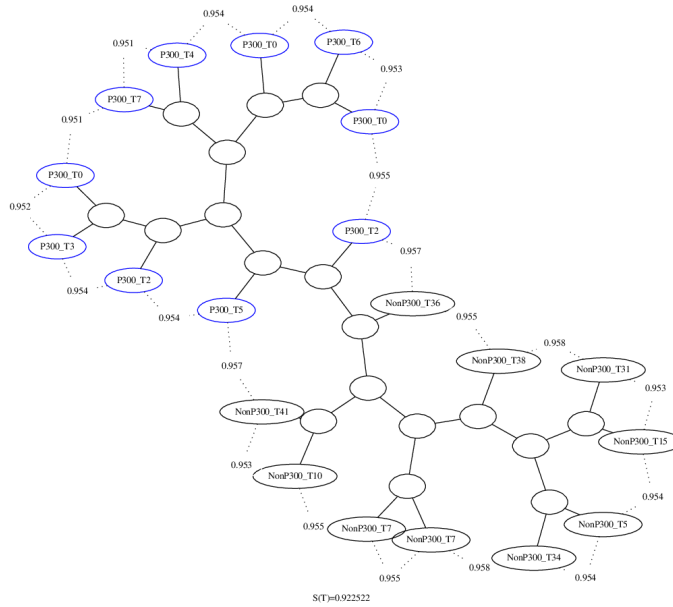 0.954
0.954
P300_T6
P300_T0
0.951
P300_T4
0.953
P300_T7
0.951
P300_T0
P300_T0
0.955
0.952
P300_T2
P300_T3
0.957
P300_T2
0.954
NonP300_T36
P300_T5
0.954
0.955
0.958
NonP300_T38
0.957
NonP300_T31
0.953
NonP300_T41
NonP300_T15
0.953
NonP300_T10
0.954
0.955
NonP300_T7
NonP300_T5
NonP300_T7
NonP300_T34
0.958
0.955
0.954
S(T)=0.922522